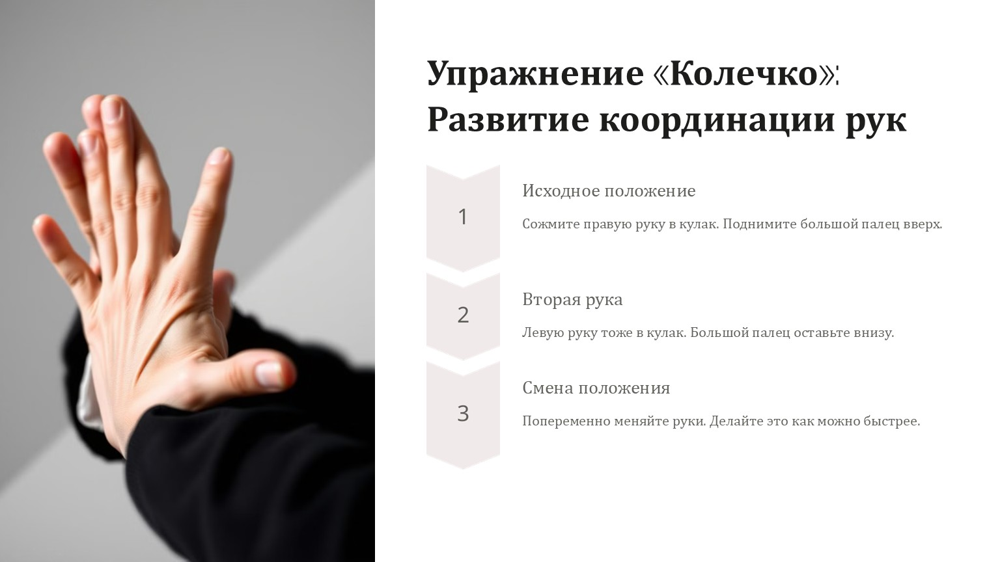 Упражнение «Колечко»:
Развитие координации рук
1
Исходное положение
Сожмите правую руку в кулак. Поднимите большой палец вверх.
2
Вторая рука
Левую руку тоже в кулак. Большой палец оставьте внизу.
3
Смена положения
Попеременно меняйте руки. Делайте это как можно быстрее.